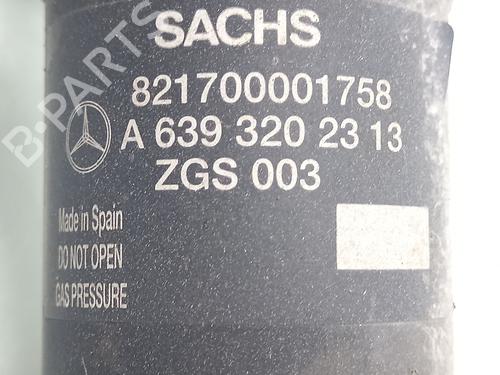 SACHS
821700001758
A 639 320 23 13
ZGS 003
Made in Spain
DO NOT OPEN
GAS PRESSURE
B-PARTS